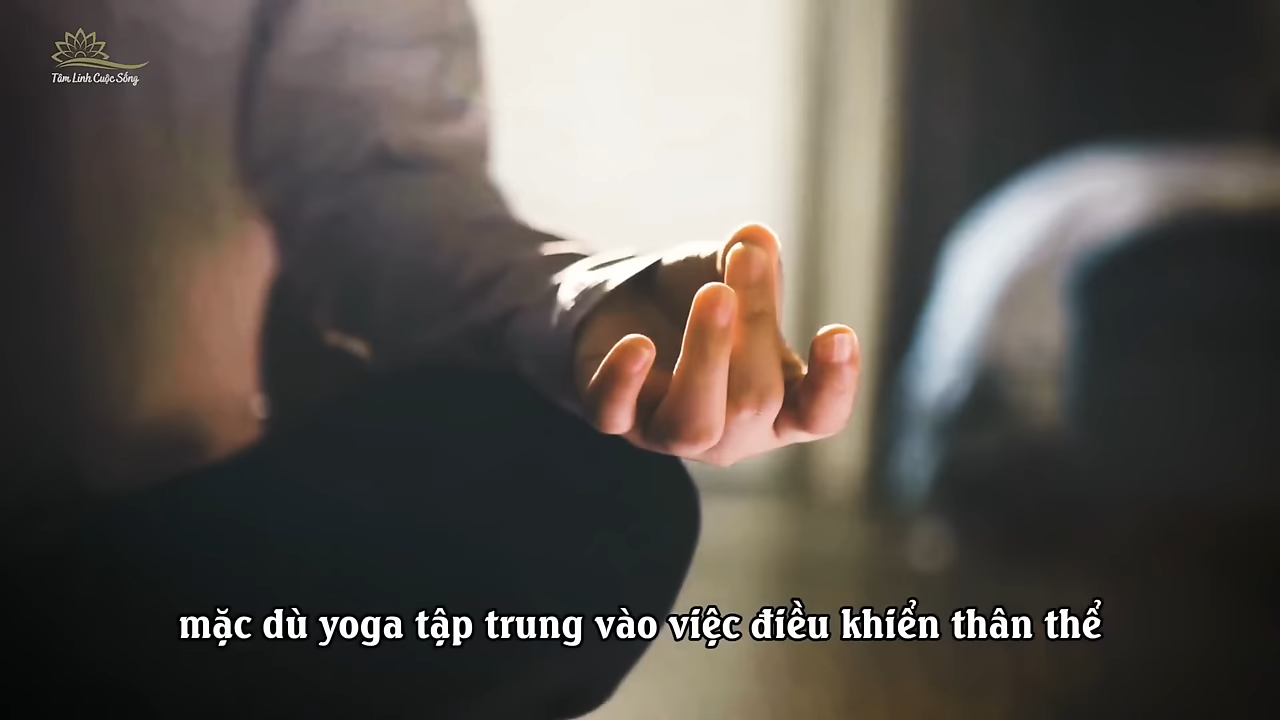 Tâm Linh Cuộc Sống
mặc dù yoga tập trung vào việc điều khiển thân thể